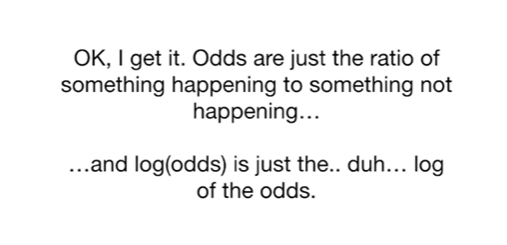 OK, I get it. Odds are just the ratio of
something happening to something not
happening…
…and log(odds) is just the.. duh… log
of the odds.